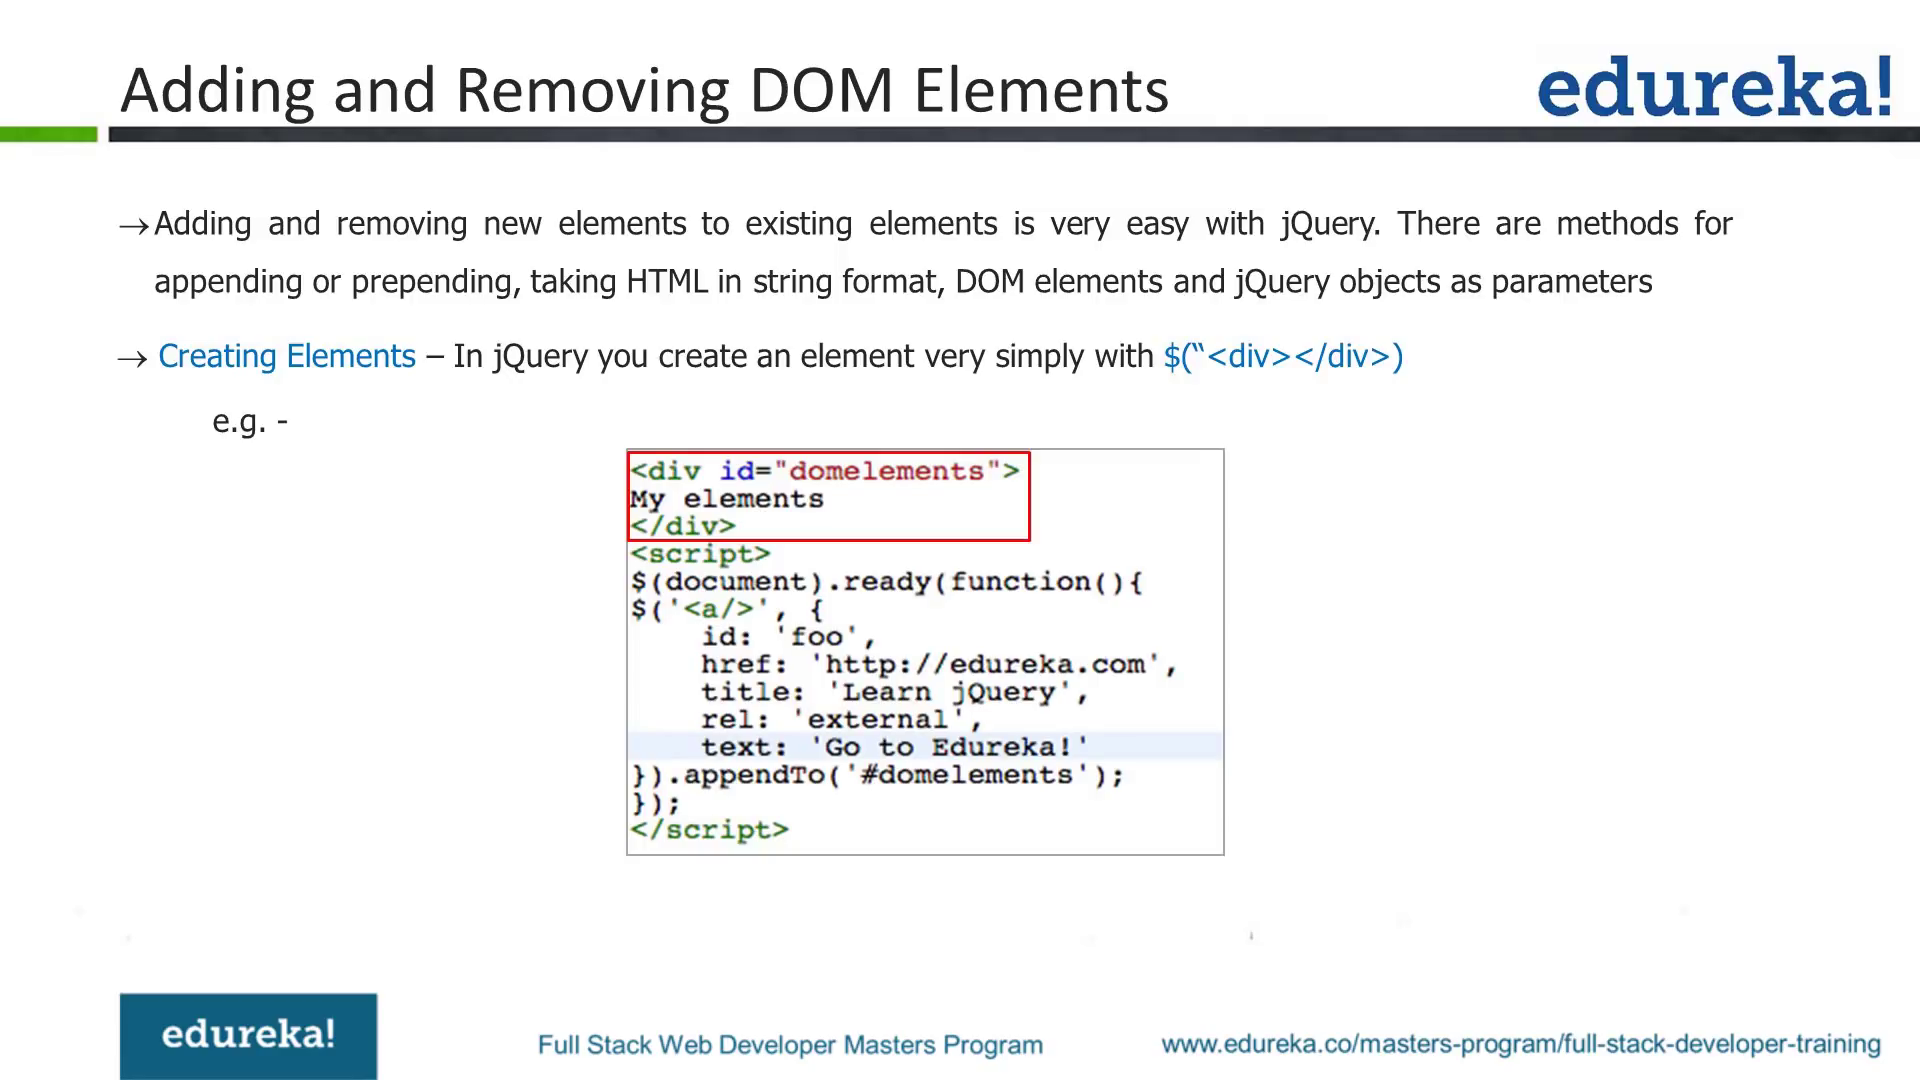 Adding and Removing DOM Elements
edureka!
→Adding and removing new elements to existing elements is very easy with jQuery. There are methods for
appending or prepending, taking HTML in string format, DOM elements and jQuery objects as parameters
→ Creating Elements – In jQuery you create an element very simply with $(“<div></div>)
e.g. -
<div id="domelements">
My elements
</div>
<script>
$(document).ready(function(){
$('<a/>', {
    id: 'foo',
    href: 'http://edureka.com',
    title: 'Learn jQuery',
    rel: 'external',
    text: 'Go to Edureka!'
}).appendTo('#domelements');
});
</script>
edureka!
Full Stack Web Developer Masters Program
www.edureka.co/masters-program/full-stack-developer-training